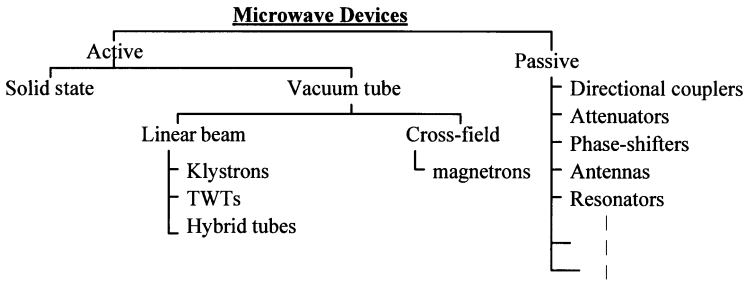 Microwave Devices
Active
Passive
Solid state
Vacuum tube
Directional couplers
Attenuators
Linear beam
Cross-field
Phase-shifters
Klystrons
magnetrons
Antennas
TWTs
Resonators
Hybrid tubes